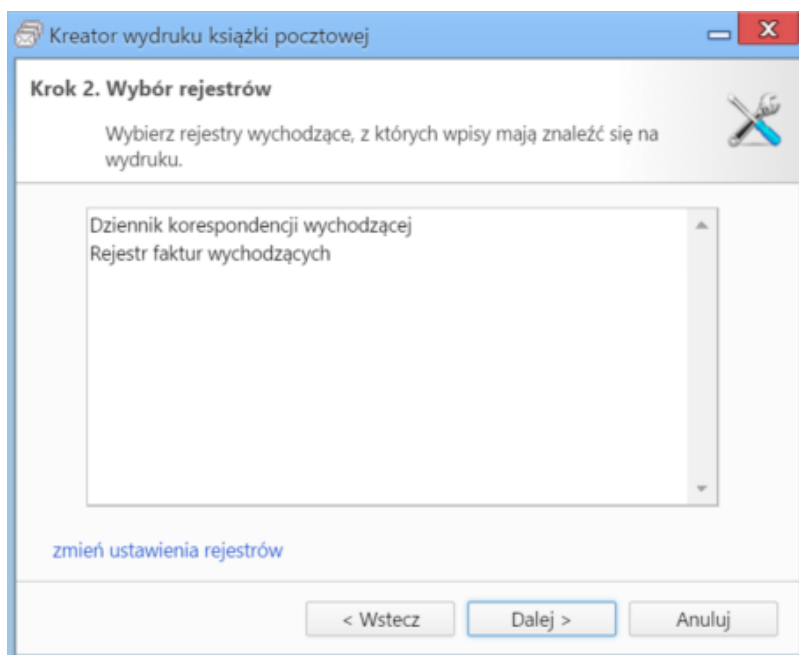 Kreator wydruku książki pocztowej
Krok 2. Wybór rejestrów
Wybierz rejestry wychodzące, z których wpisy mają znaleźć się na
wydruku.
Dziennik korespondencji wychodzącej
Rejestr faktur wychodzących
zmień ustawienia rejestrów
< Wstecz
Dalej >
Anuluj